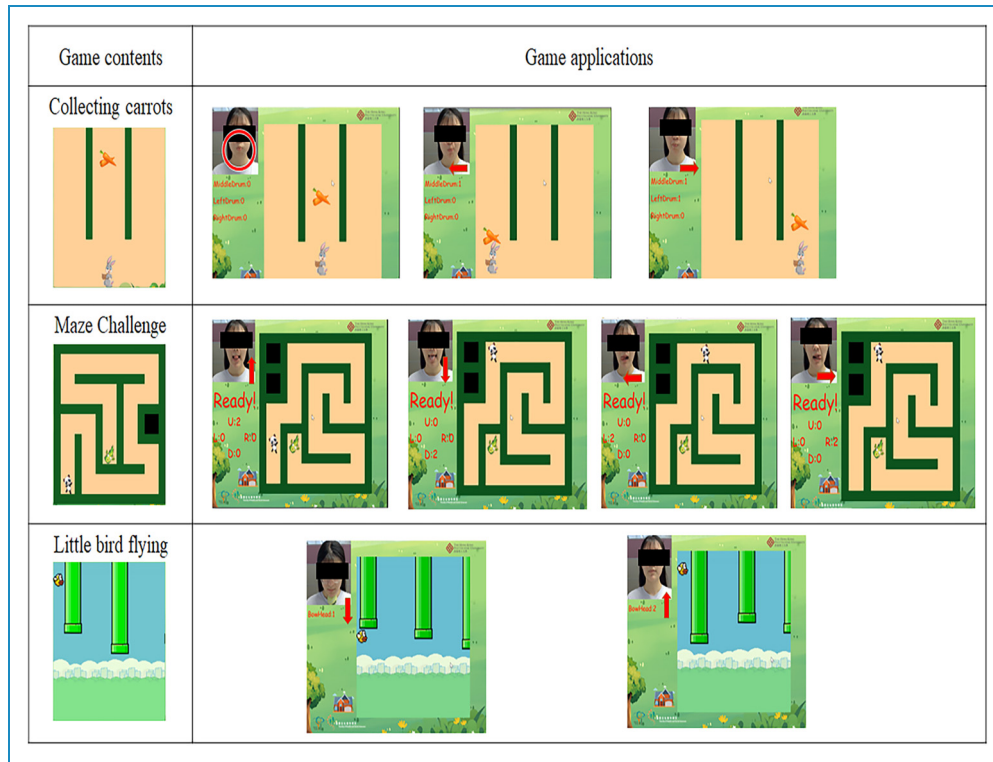 Game contents
Game applications
Collecting carrots
MiddleDrum:0
LeftDrum:0
RightDrum:0
MiddleDrum:1
LeftDrum:0
RightDrum:0
MiddleDrum:1
LeftDrum:1
RightDrum:0
Maze Challenge
Ready!
U:2
L:0 R:0
D:0
Ready!
U:0
L:0 R:0
D:2
Ready!
U:0
L:0 R:0
D:0
Ready!
U:0
L:0 R:2
D:0
Little bird flying
BowHead:1
BowHead:2